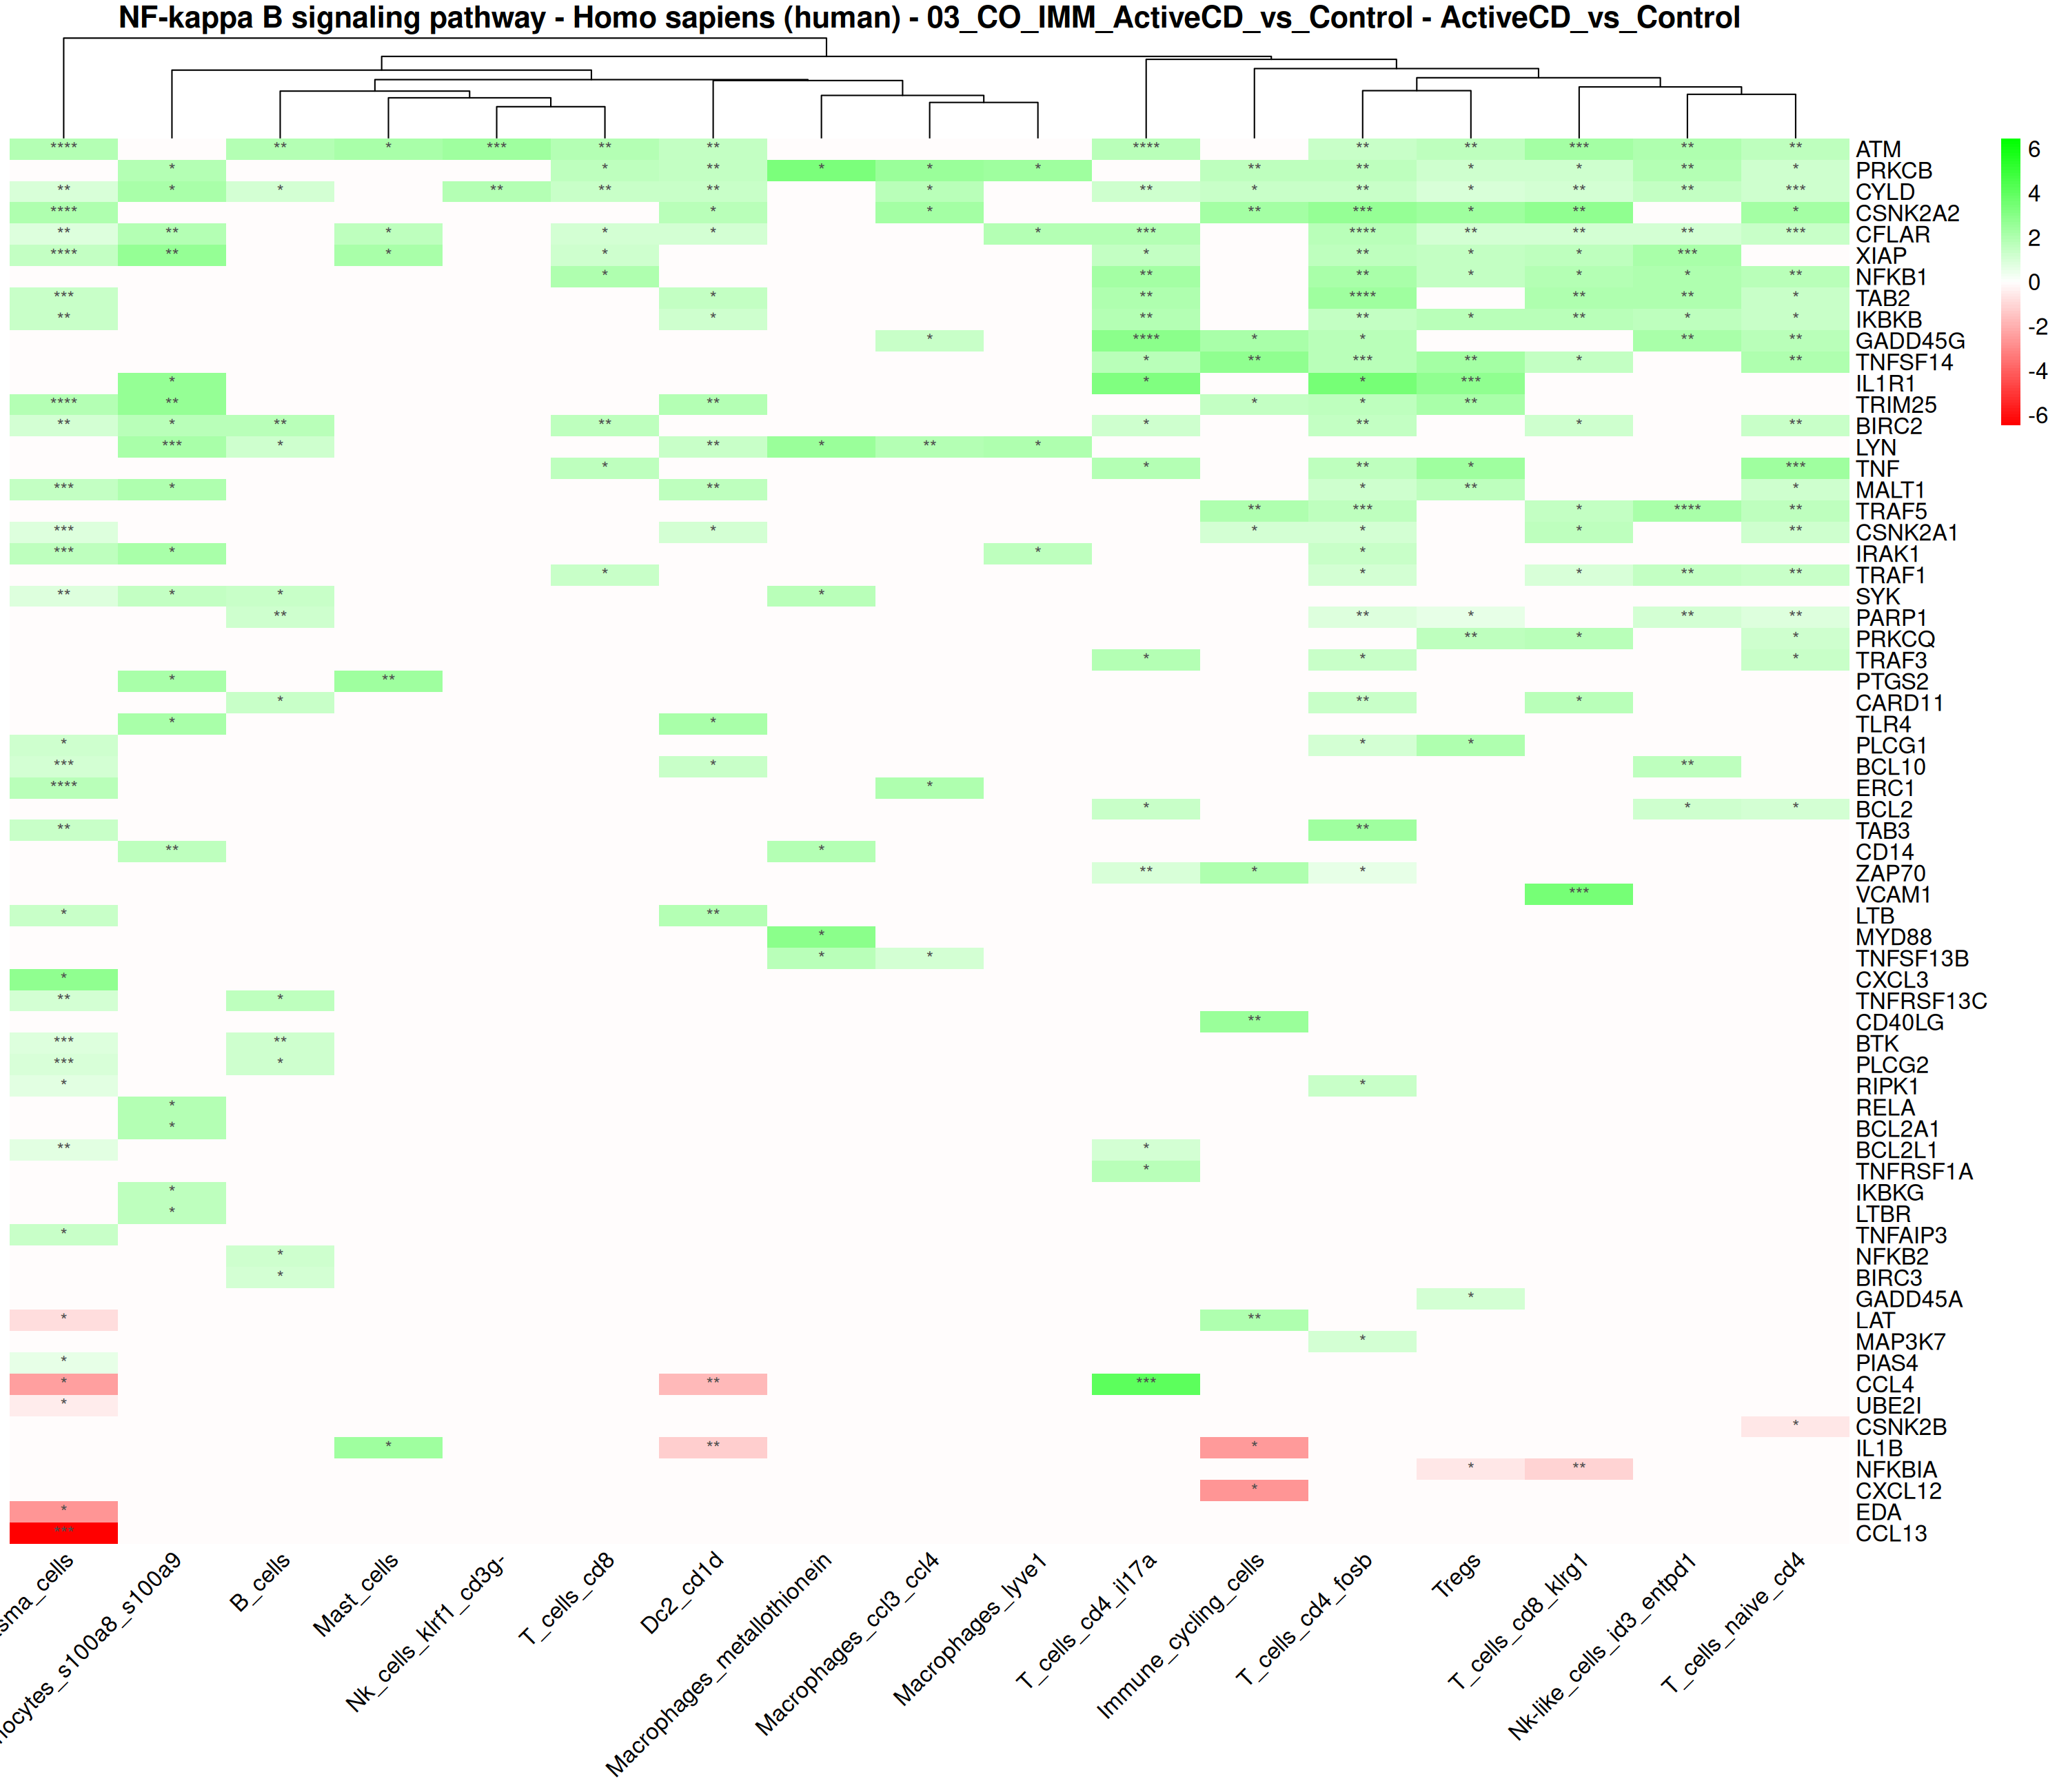 NF-kappa B signaling pathway - Homo sapiens (human) - 03_CO_IMM_ActiveCD_vs_Control - ActiveCD_vs_Control
**** ** * *** ** ** **** ** ** *** ** ** ATM
* * ** * * * ** ** * * ** * PRKCB
** * * ** ** ** * ** * ** * ** ** *** CYLD
**** * * ** *** * ** * CSNK2A2
** ** * * * * *** **** ** ** ** *** CFLAR
**** ** * * * ** * * *** XIAP
* ** ** * * * ** NFKB1
*** * ** **** ** ** * TAB2
** * ** ** * ** * * IKBKB
* **** * * ** ** GADD45G
* ** *** ** * ** TNFSF14
* * * *** IL1R1
**** ** ** * * ** TRIM25
** * ** ** * ** * ** BIRC2
*** * ** * ** * LYN
* * ** * *** TNF
*** * ** * ** * MALT1
** *** * **** ** TRAF5
*** * * * * ** CSNK2A1
*** * * * IRAK1
* * * ** ** TRAF1
** * * * SYK
** ** * ** ** PARP1
** * * PRKCQ
* * * TRAF3
* ** PTGS2
* ** * CARD11
* * TLR4
* * * PLCG1
*** * ** BCL10
**** * ERC1
* * * BCL2
** ** TAB3
** * CD14
** * * ZAP70
*** VCAM1
* ** LTB
* MYD88
* * TNFSF13B
* CXCL3
** * TNFRSF13C
** CD40LG
*** ** BTK
*** * PLCG2
* * RIPK1
* RELA
* BCL2A1
** * BCL2L1
* TNFRSF1A
* IKBKG
* LTBR
* TNFAIP3
* NFKB2
* BIRC3
* GADD45A
* ** LAT
* MAP3K7
* PIAS4
* ** *** CCL4
* UBE2I
* CSNK2B
* ** * IL1B
* ** NFKBIA
* CXCL12
* EDA
*** CCL13
6
4
2
0
-2
-4
-6
sma_cells
ocytes_s100a8_s100a9
B_cells
Mast_cells
Nk_cells_klrf1_cd3g-
T_cells_cd8
Dc2_cd1d
Macrophages_metallothionein
Macrophages_ccl3_ccl4
Macrophages_lyve1
T_cells_cd4_il17a
Immune_cycling_cells
T_cells_cd4_fosb
Tregs
T_cells_cd8_klrg1
Nk-like_cells_id3_entpd1
T_cells_naive_cd4